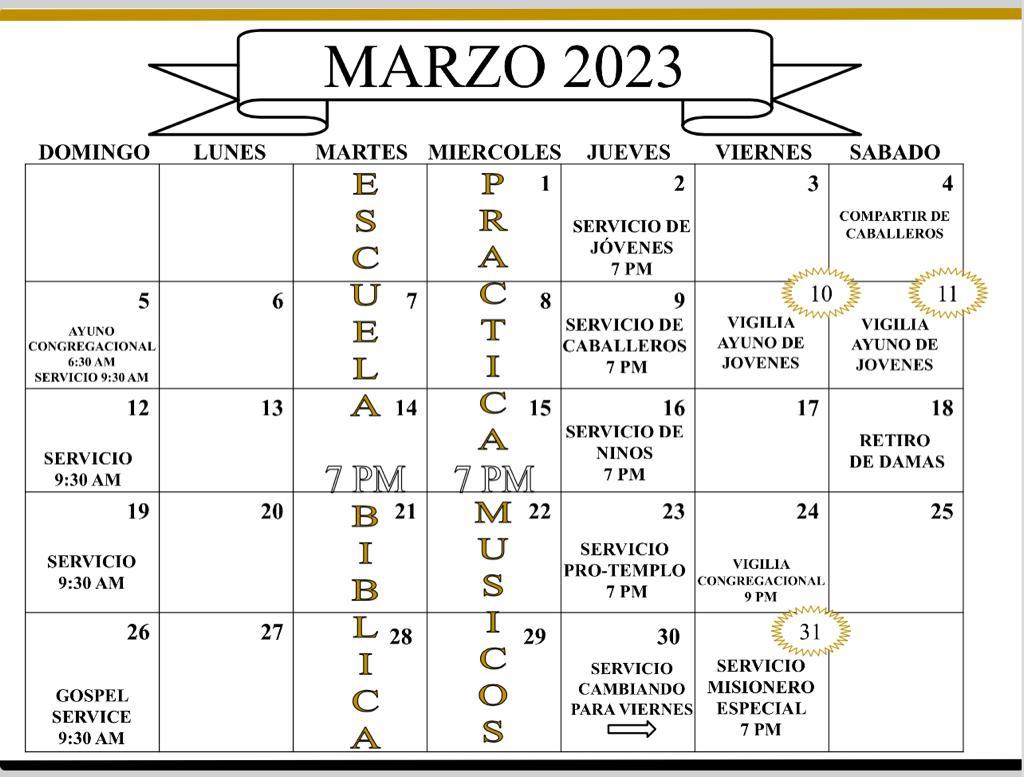 MARZO 2023
DOMINGO LUNES MARTES MIERCOLES JUEVES VIERNES SABADO
ESCUELA
7 PM
BIBLICA
PRACTICA
7 PM
MUSICOS
1
2
SERVICIO DE
JÓVENES
7 PM
3
4
COMPARTIR DE
CABALLEROS
5
AYUNO
CONGREGACIONAL
6:30 AM
SERVICIO 9:30 AM
6
7
8
9
SERVICIO DE
CABALLEROS
7 PM
10
VIGILIA
AYUNO DE
JOVENES
11
VIGILIA
AYUNO DE
JOVENES
12
SERVICIO
9:30 AM
13
14
15
16
SERVICIO DE
NINOS
7 PM
17
18
RETIRO
DE DAMAS
19
SERVICIO
9:30 AM
20
21
22
23
SERVICIO
PRO-TEMPLO
7 PM
24
VIGILIA
CONGREGACIONAL
9 PM
25
26
GOSPEL
SERVICE
9:30 AM
27
28
29
30
SERVICIO
CAMBIANDO
PARA VIERNES
31
SERVICIO
MISIONERO
ESPECIAL
7 PM